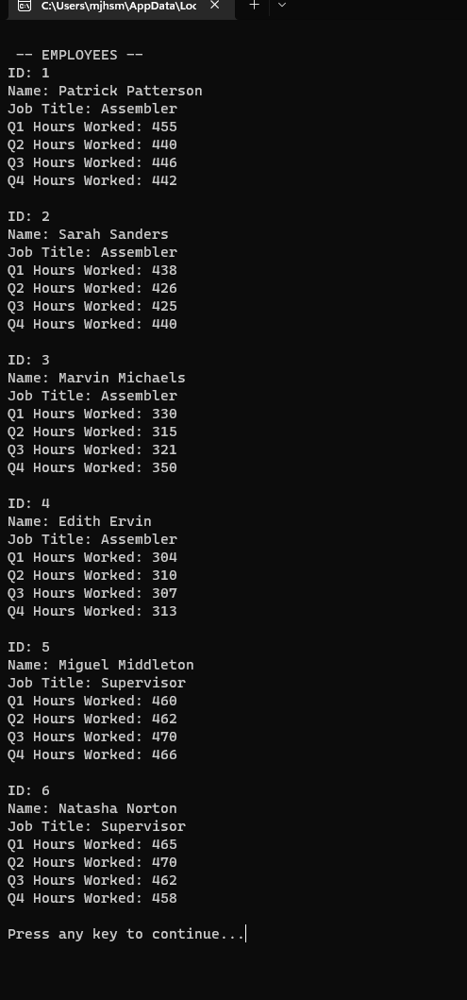 C:\Users\mjhsm\AppData\Loc
-- EMPLOYEES --
ID: 1
Name: Patrick Patterson
Job Title: Assembler
Q1 Hours Worked: 455
Q2 Hours Worked: 440
Q3 Hours Worked: 446
Q4 Hours Worked: 442
ID: 2
Name: Sarah Sanders
Job Title: Assembler
Q1 Hours Worked: 438
Q2 Hours Worked: 426
Q3 Hours Worked: 425
Q4 Hours Worked: 440
ID: 3
Name: Marvin Michaels
Job Title: Assembler
Q1 Hours Worked: 330
Q2 Hours Worked: 315
Q3 Hours Worked: 321
Q4 Hours Worked: 350
ID: 4
Name: Edith Ervin
Job Title: Assembler
Q1 Hours Worked: 304
Q2 Hours Worked: 310
Q3 Hours Worked: 307
Q4 Hours Worked: 313
ID: 5
Name: Miguel Middleton
Job Title: Supervisor
Q1 Hours Worked: 460
Q2 Hours Worked: 462
Q3 Hours Worked: 470
Q4 Hours Worked: 466
ID: 6
Name: Natasha Norton
Job Title: Supervisor
Q1 Hours Worked: 465
Q2 Hours Worked: 470
Q3 Hours Worked: 462
Q4 Hours Worked: 458
Press any key to continue...